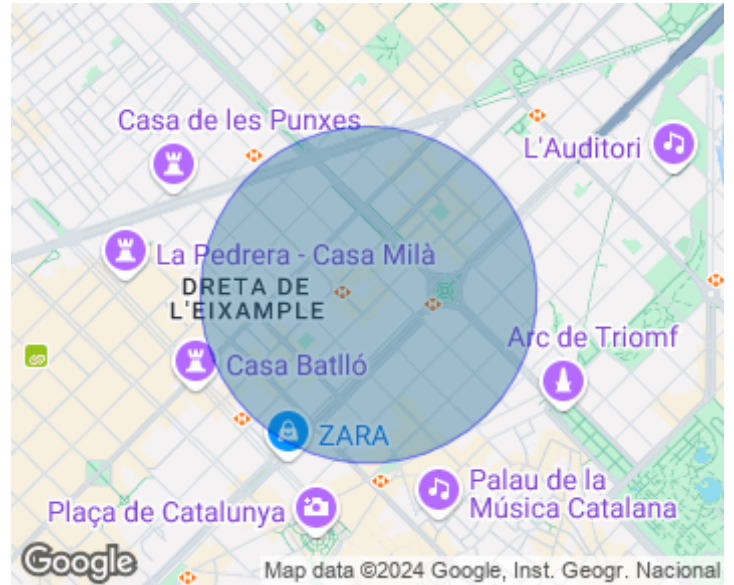 Casa de les Punxes
L'Auditori
La Pedrera - Casa Milà
DRETA DE
L'EIXAMPLE
Arc de Triomf
Casa Batlló
ZARA
Palau de la
Música Catalana
Plaça de Catalunya
Google
Map data ©2024 Google, Inst. Geogr. Nacional